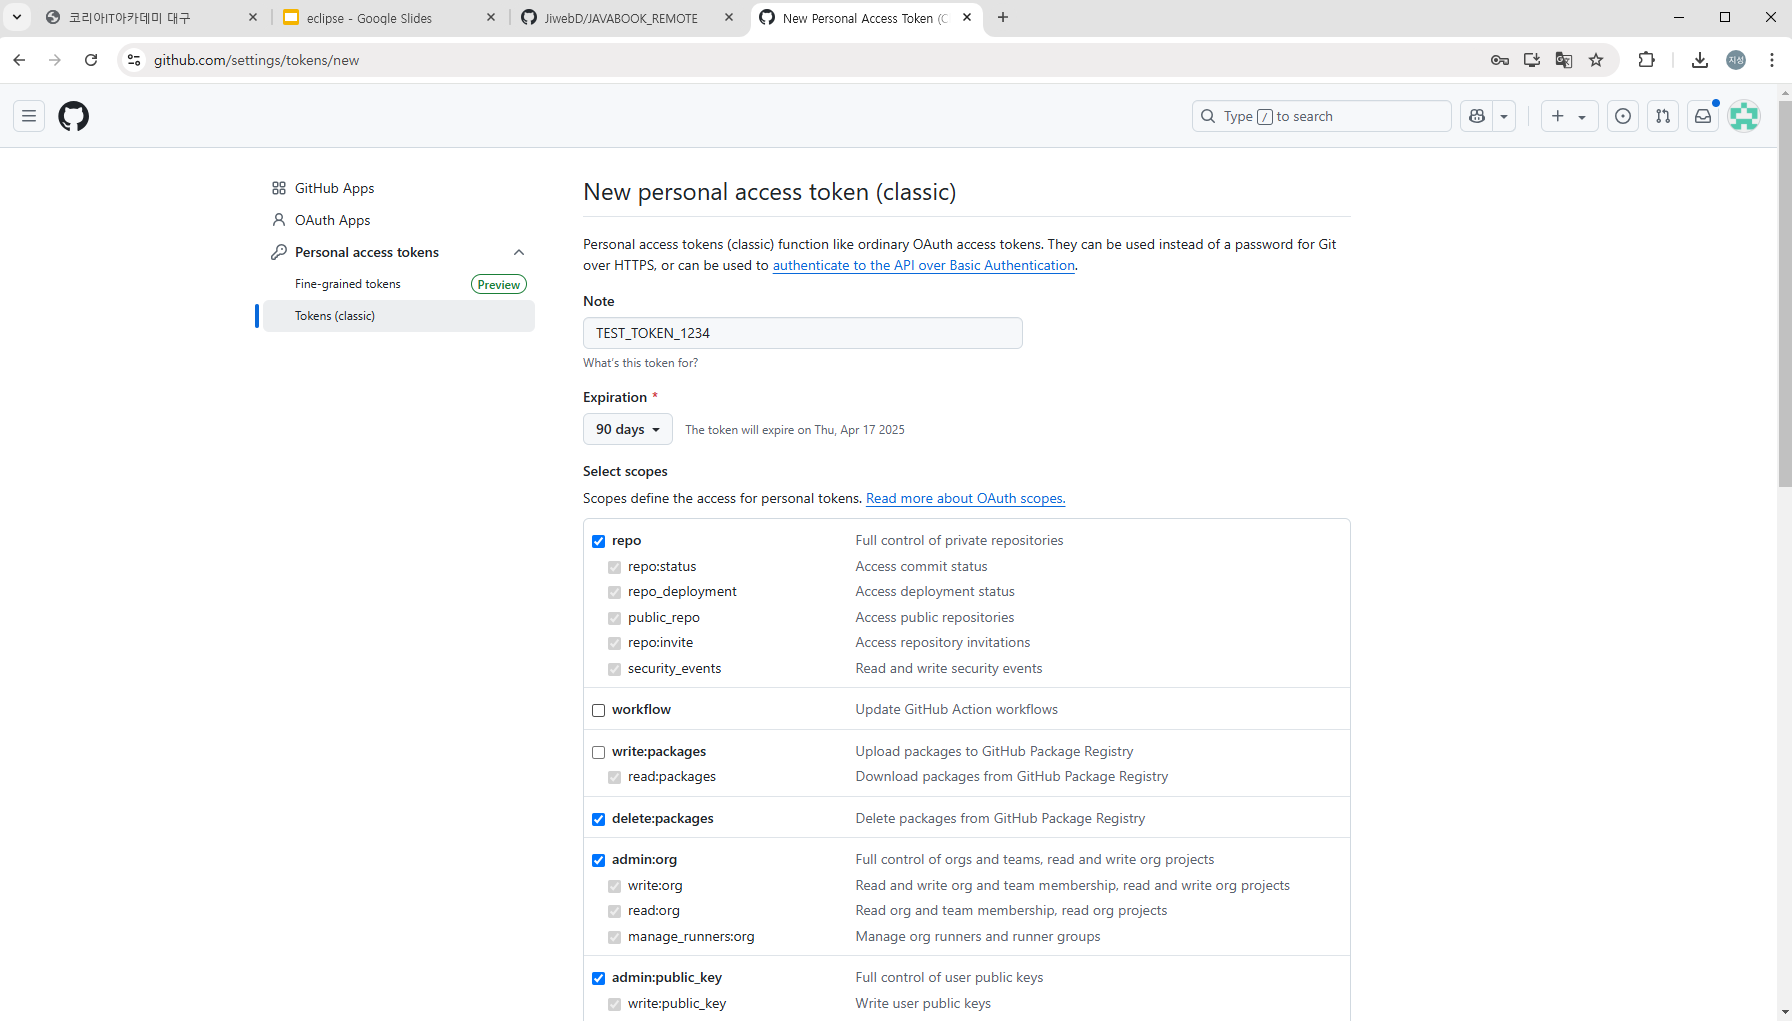 코리아IT아카데미 대구
eclipse - Google Slides
JiwebD/JAVABOOK_REMOTE
New Personal Access Token (C
github.com/settings/tokens/new
지성
Type / to search
GitHub Apps
OAuth Apps
Personal access tokens
Fine-grained tokens Preview
Tokens (classic)
New personal access token (classic)
Personal access tokens (classic) function like ordinary OAuth access tokens. They can be used instead of a password for Git
over HTTPS, or can be used to authenticate to the API over Basic Authentication.
Note
TEST_TOKEN_1234
What's this token for?
Expiration *
90 days The token will expire on Thu, Apr 17 2025
Select scopes
Scopes define the access for personal tokens. Read more about OAuth scopes.
repo Full control of private repositories
repo:status Access commit status
repo_deployment Access deployment status
public_repo Access public repositories
repo:invite Access repository invitations
security_events Read and write security events
workflow Update GitHub Action workflows
write:packages Upload packages to GitHub Package Registry
read:packages Download packages from GitHub Package Registry
delete:packages Delete packages from GitHub Package Registry
admin:org Full control of orgs and teams, read and write org projects
write:org Read and write org and team membership, read and write org projects
read:org Read org and team membership, read org projects
manage_runners:org Manage org runners and runner groups
admin:public_key Full control of user public keys
write:public_key Write user public keys